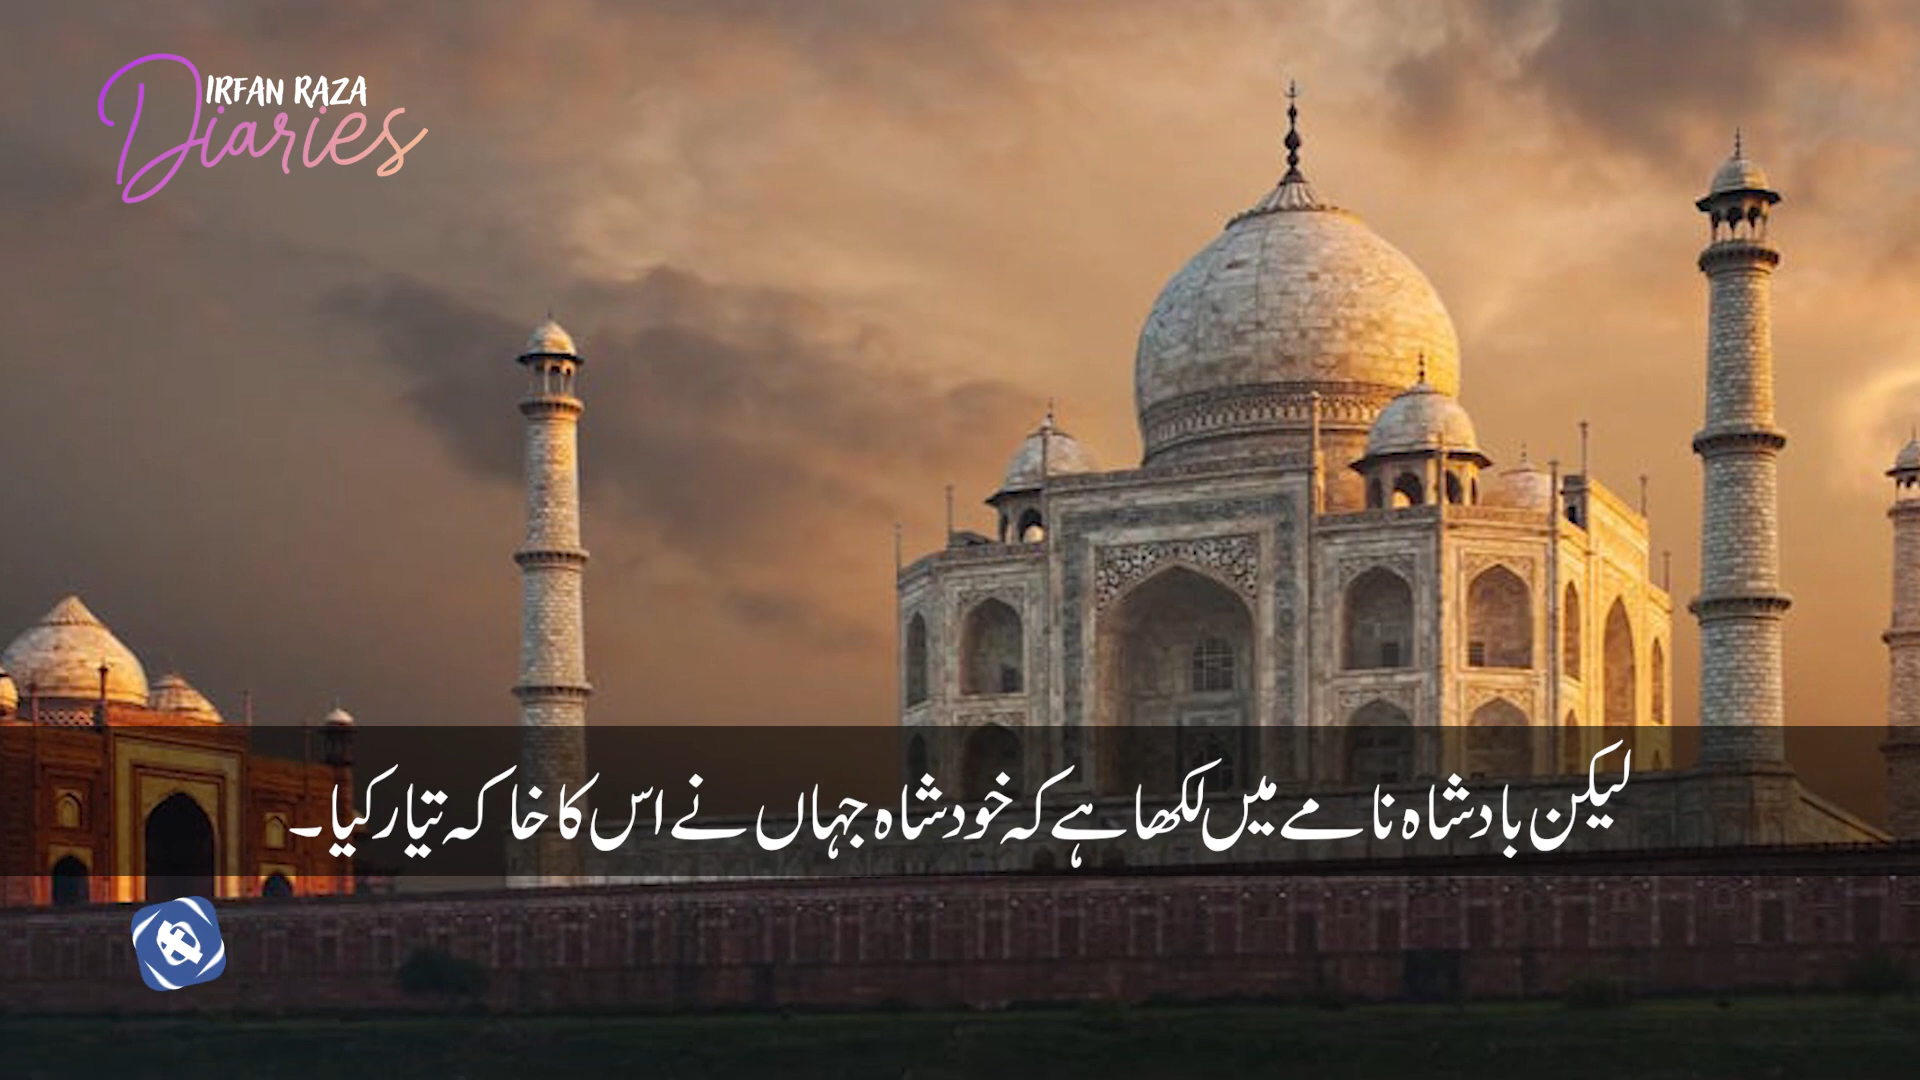 IRFAN RAZA
Diaries
لیکن بادشاہ نامے میں لکھا ہے کہ خود شاہ جہاں نے اس کا خاکہ تیار کیا۔